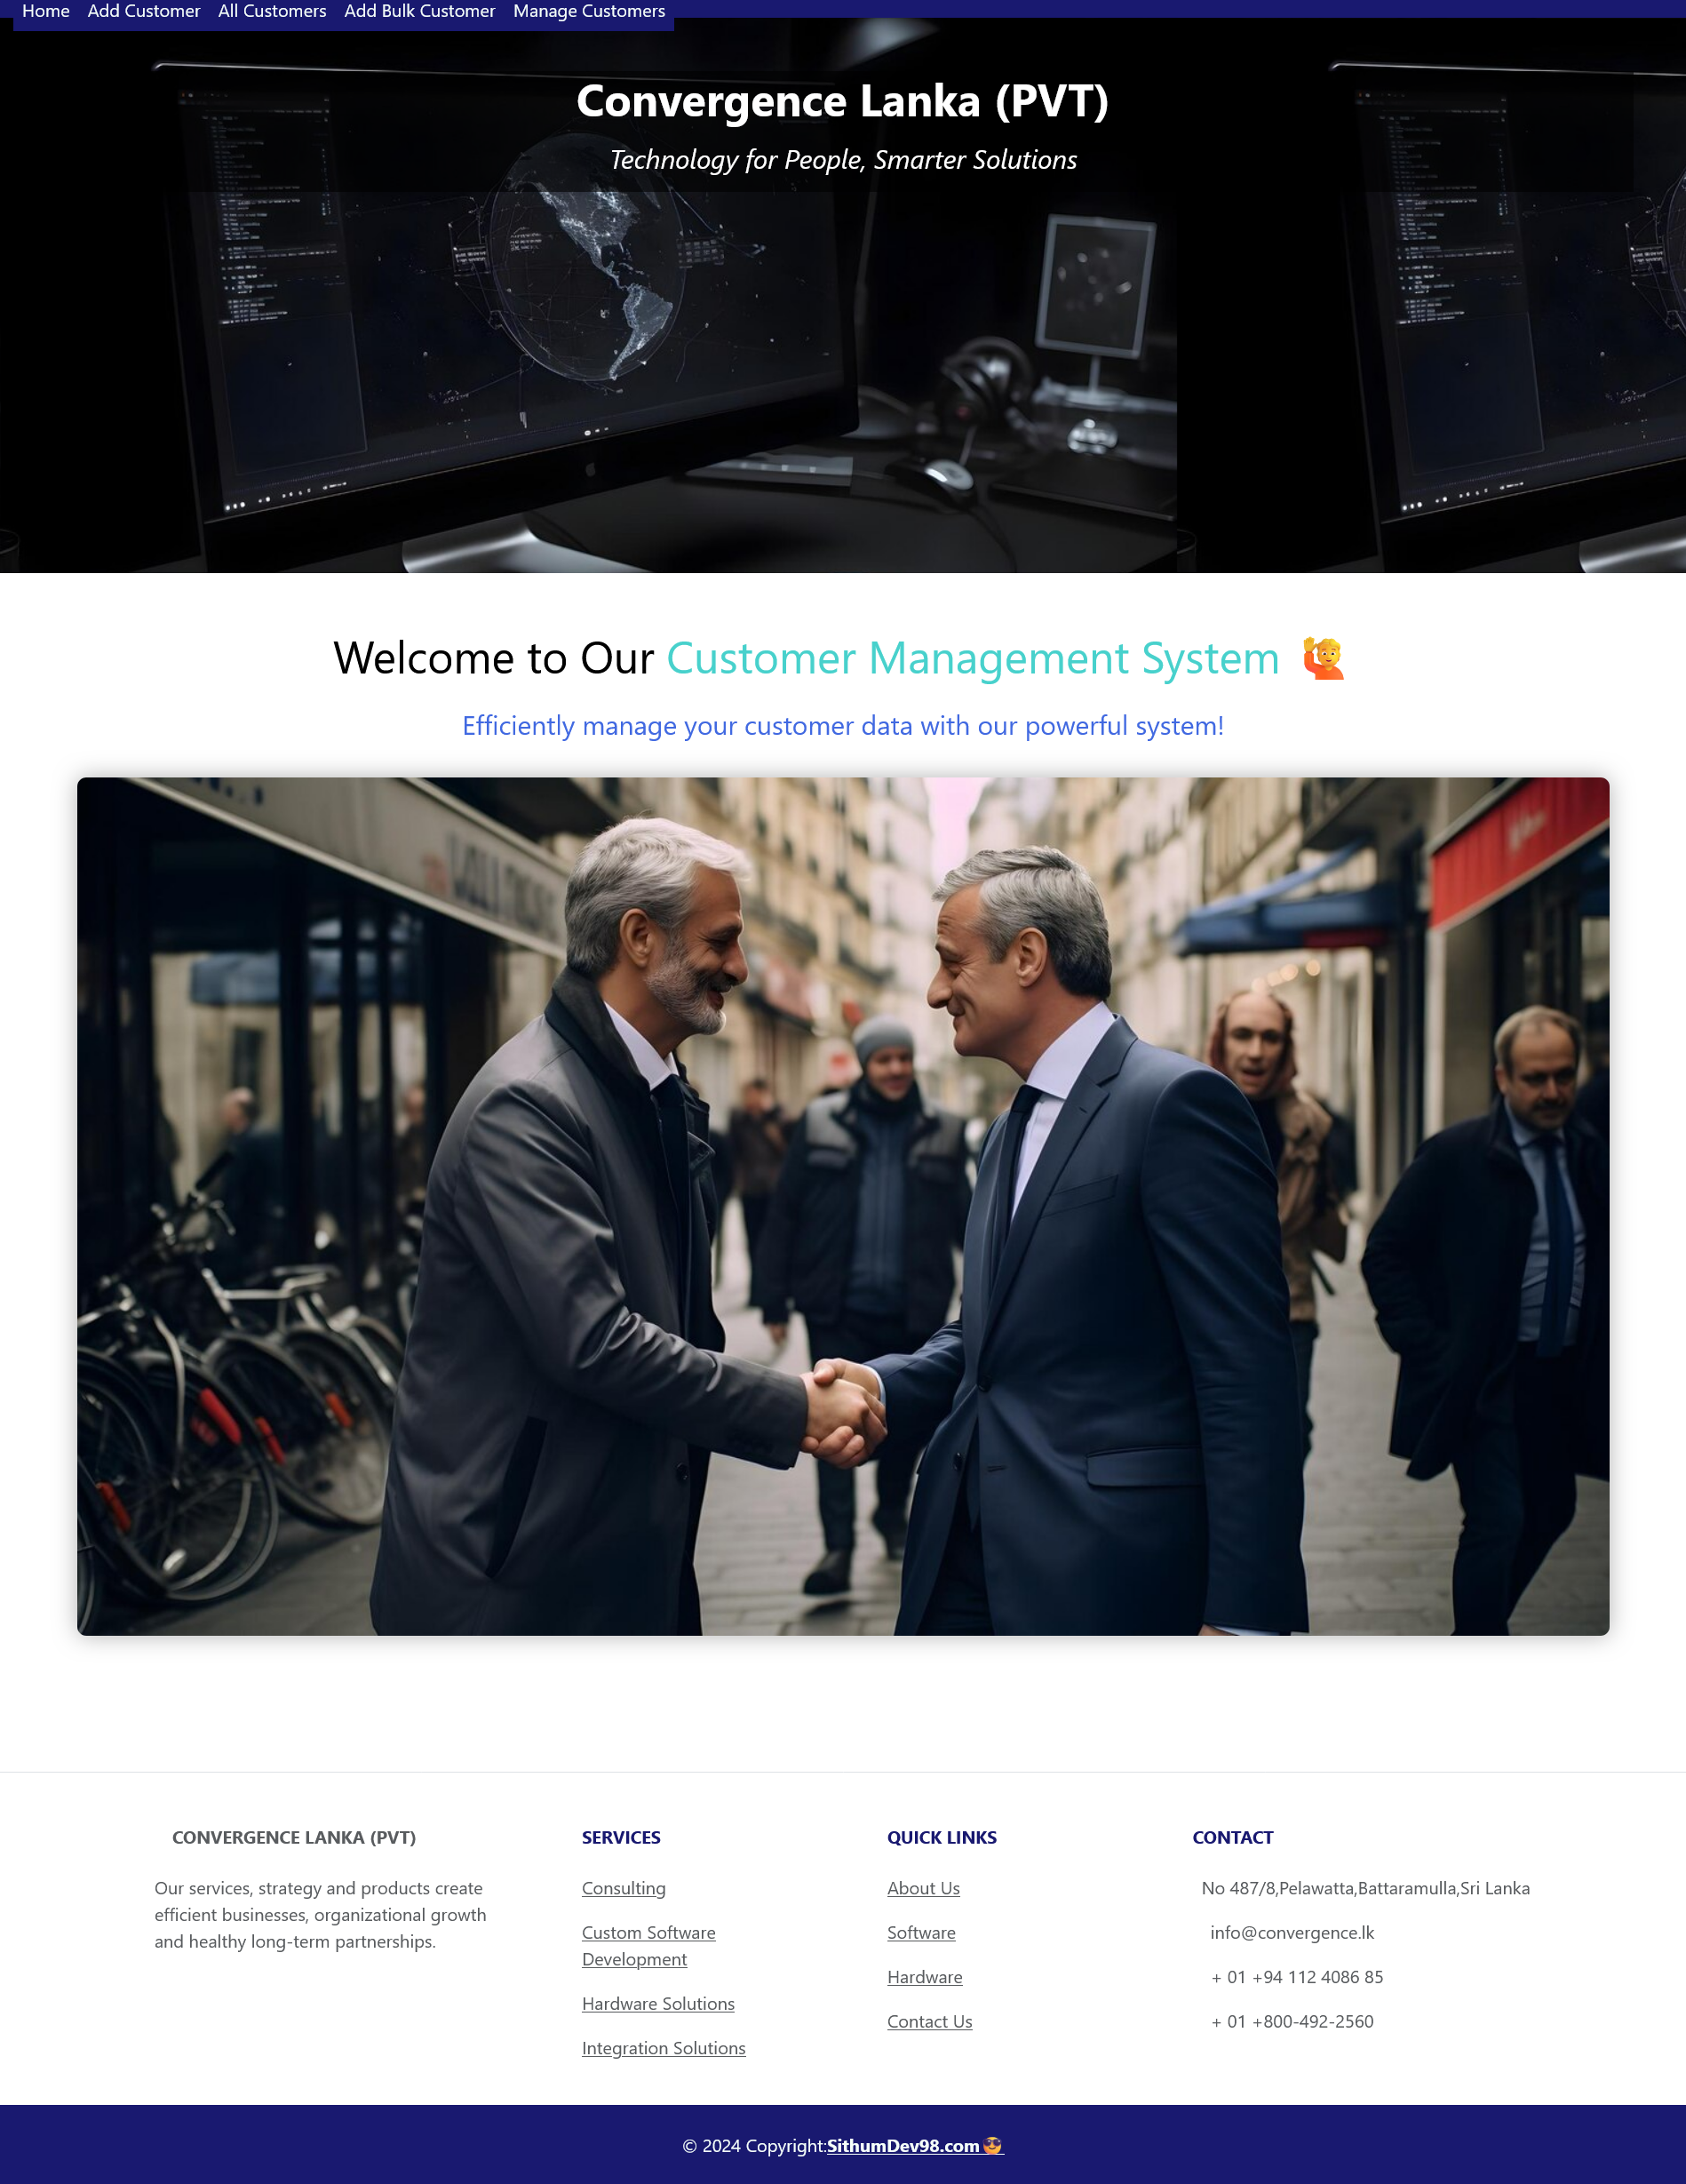 Home Add Customer All Customers Add Bulk Customer Manage Customers
Convergence Lanka (PVT)
Technology for People, Smarter Solutions
Welcome to Our Customer Management System 🙋
Efficiently manage your customer data with our powerful system!
CONVERGENCE LANKA (PVT)
Our services, strategy and products create
efficient businesses, organizational growth
and healthy long-term partnerships.
SERVICES
Consulting
Custom Software
Development
Hardware Solutions
Integration Solutions
QUICK LINKS
About Us
Software
Hardware
Contact Us
CONTACT
No 487/8,Pelawatta,Battaramulla,Sri Lanka
info@convergence.lk
+ 01 +94 112 4086 85
+ 01 +800-492-2560
© 2024 Copyright:SithumDev98.com😎